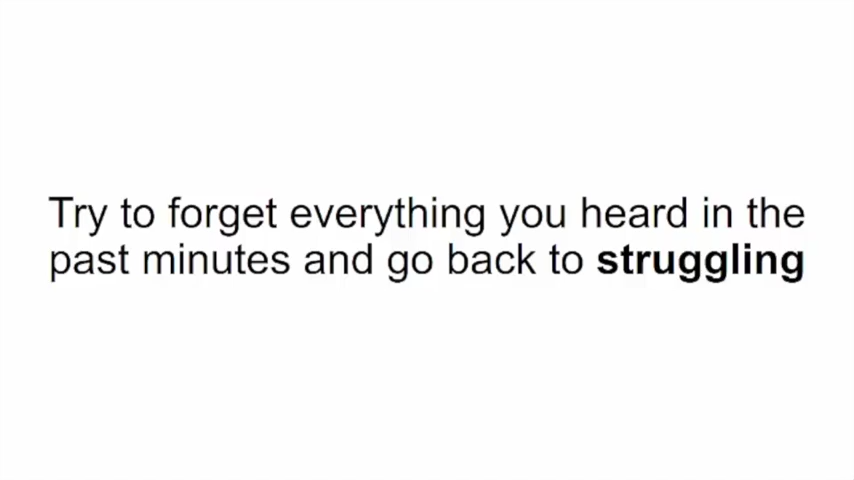 Try to forget everything you heard in the
past minutes and go back to struggling